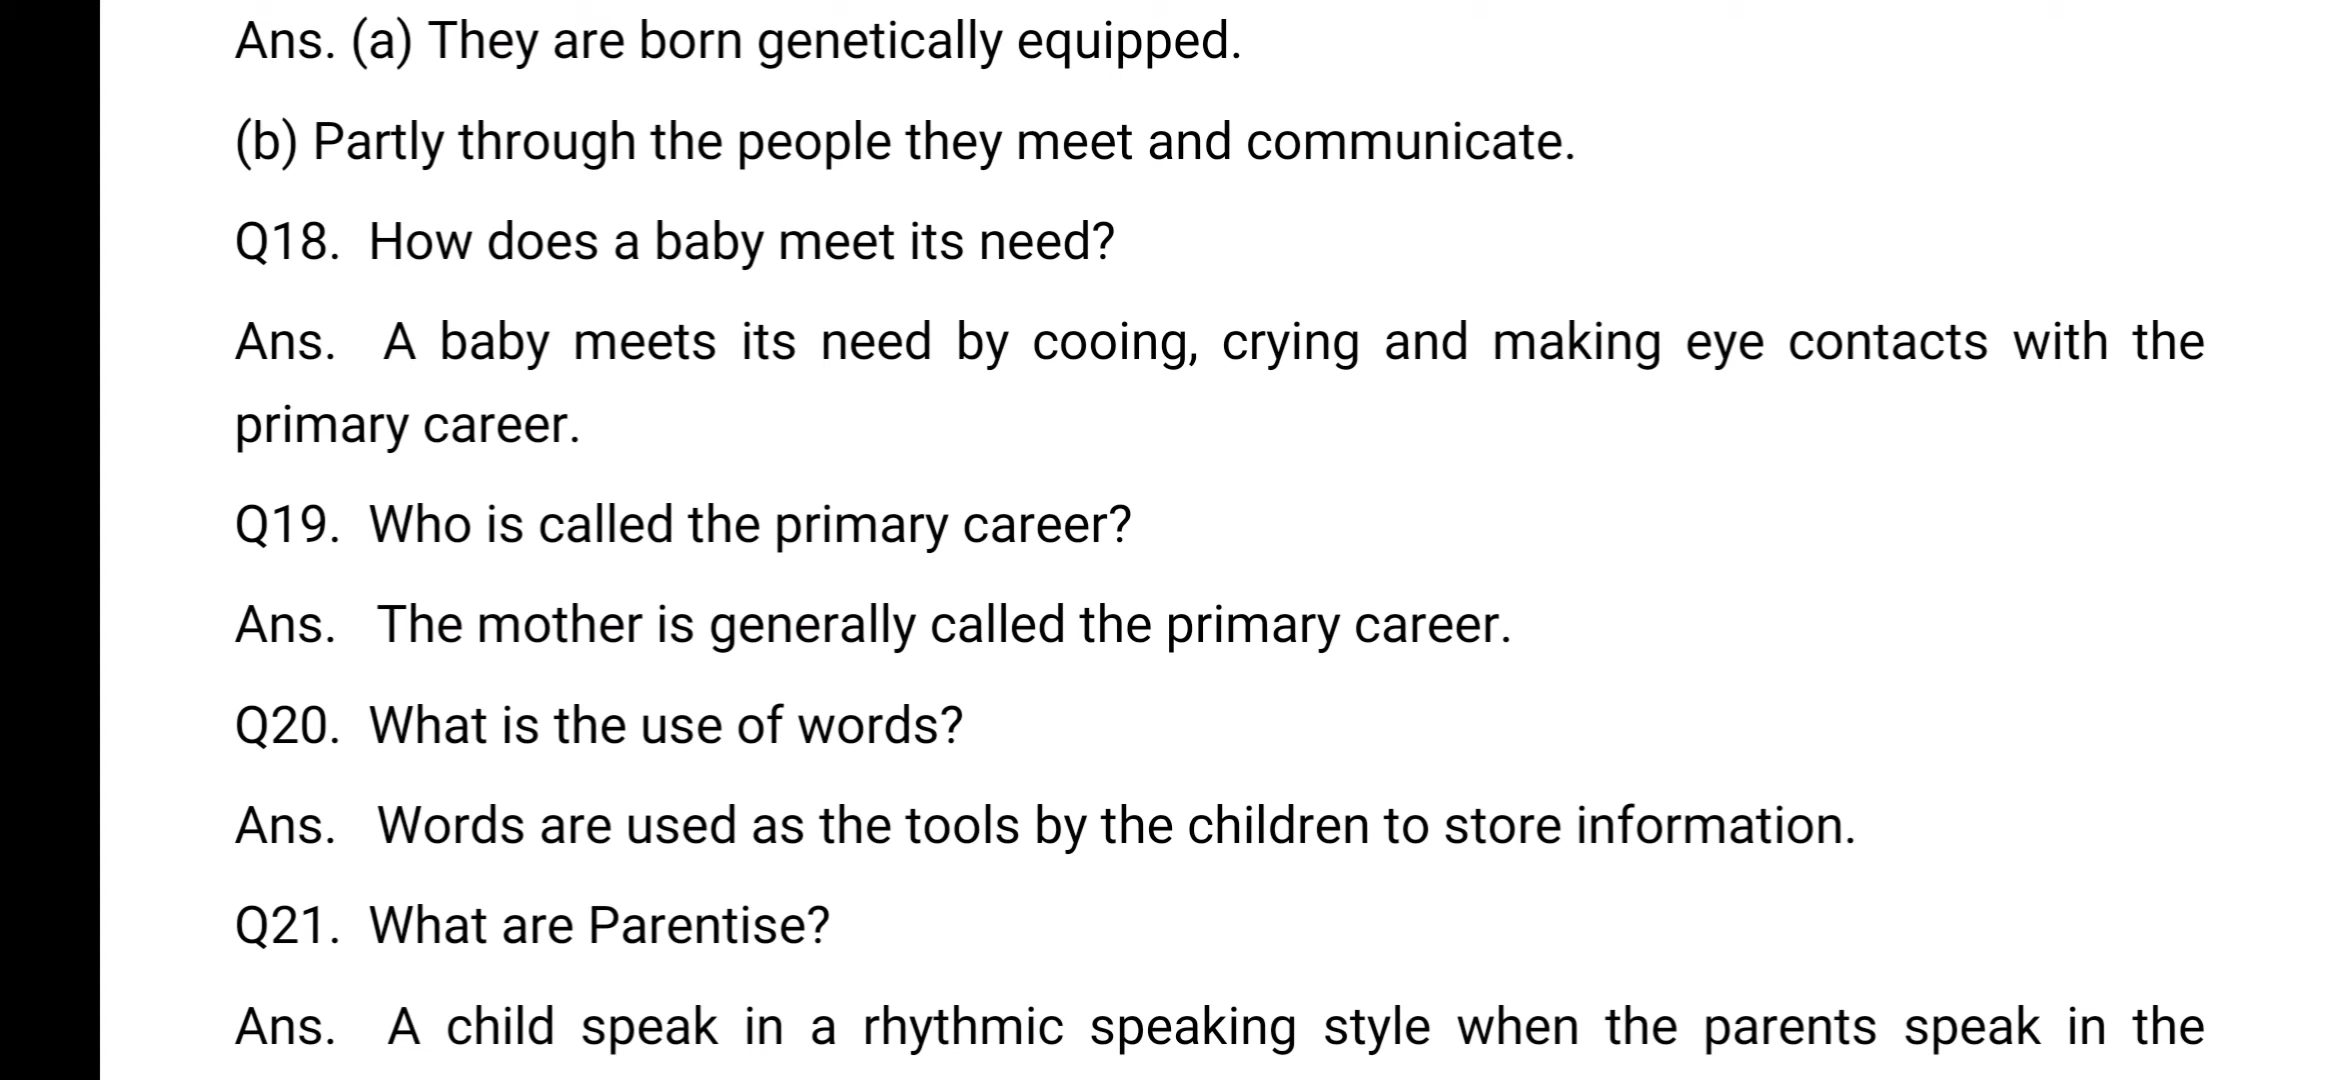 Ans. (a) They are born genetically equipped.
(b) Partly through the people they meet and communicate.
Q18. How does a baby meet its need?
Ans. A baby meets its need by cooing, crying and making eye contacts with the
primary career.
Q19. Who is called the primary career?
Ans. The mother is generally called the primary career.
Q20. What is the use of words?
Ans. Words are used as the tools by the children to store information.
Q21. What are Parentise?
Ans. A child speak in a rhythmic speaking style when the parents speak in the